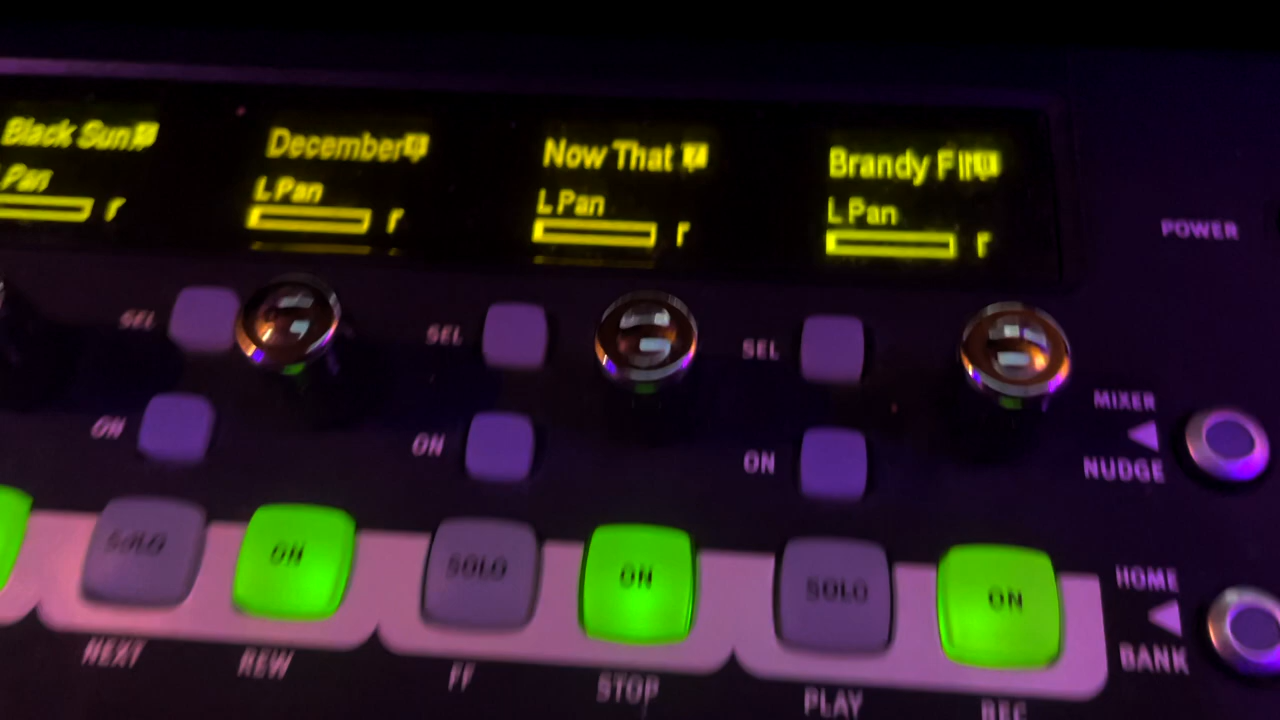 Black Sun
December
Now That
Brandy
Pan
L Pan r
L Pan r
L Pan r
POWER
SEL
SEL
SEL
MIXER
NUDGE
ON
ON
ON
SOLO
ON
SOLO
ON
SOLO
ON
HOME
BANK
NEXT
REW
FF
STOP
PLAY
REC